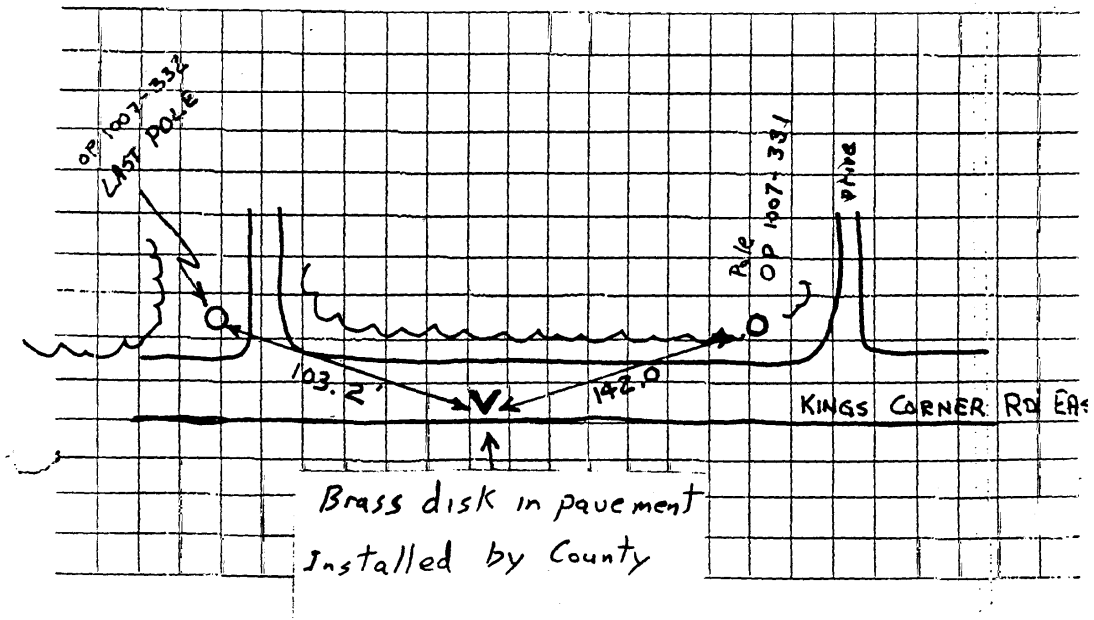 OP 1007-332
LAST POLE
Pole
OP 1007-331
Drive
103.2'
142.0
V
KINGS CORNER RD EAS
Brass disk in pavement
Installed by County